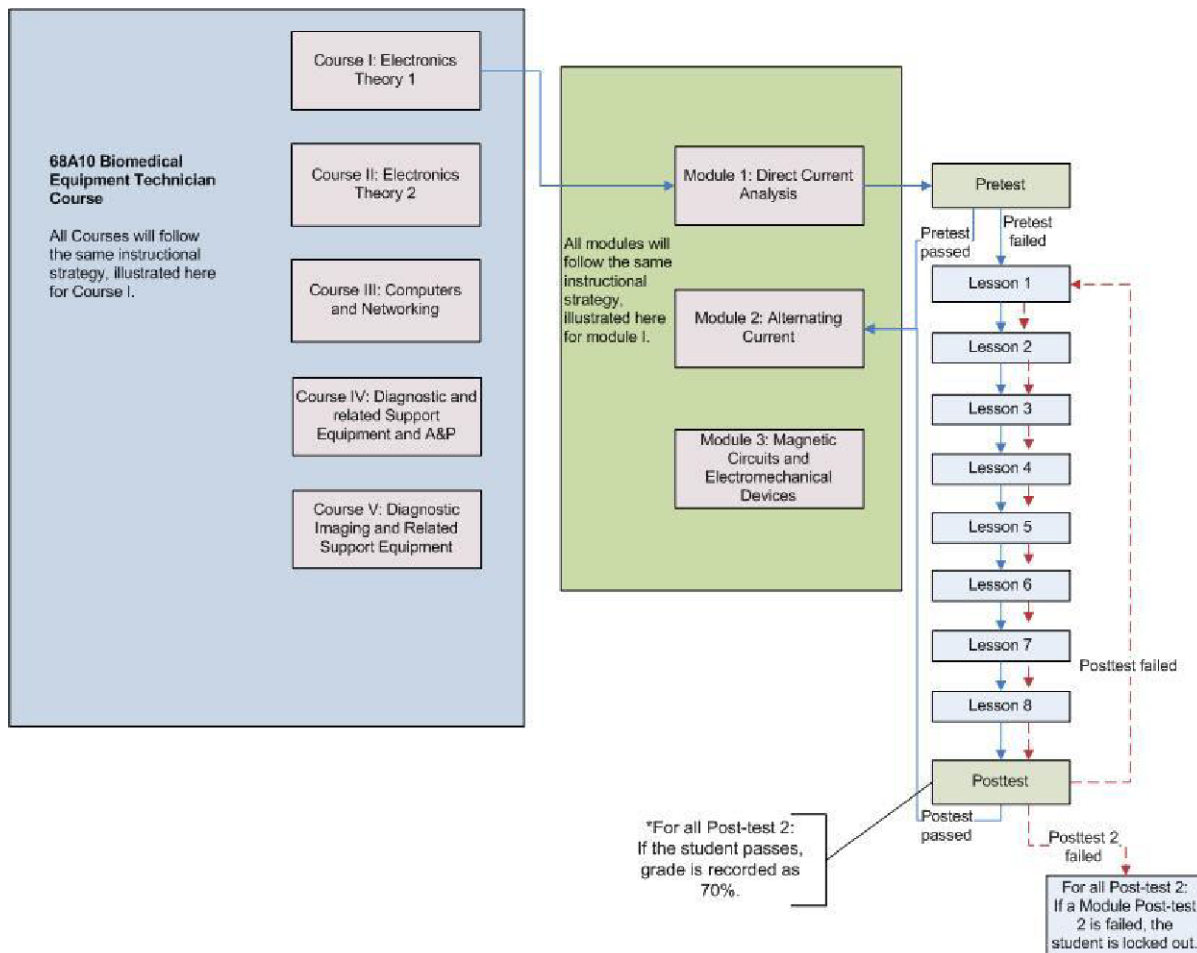 68A10 Biomedical
Equipment Technician
Course
All Courses will follow
the same instructional
strategy, illustrated here
for Course I.
Course I: Electronics
Theory 1
Course II: Electronics
Theory 2
Course III: Computers
and Networking
Course IV: Diagnostic and
related Support
Equipment and A&P
Course V: Diagnostic
Imaging and Related
Support Equipment
All modules will
follow the same
instructional
strategy,
illustrated here
for module I.
Module 1: Direct Current
Analysis
Module 2: Alternating
Current
Module 3: Magnetic
Circuits and
Electromechanical
Devices
Pretest
Pretest
passed
Pretest
failed
Lesson 1
Lesson 2
Lesson 3
Lesson 4
Lesson 5
Lesson 6
Lesson 7
Lesson 8
Posttest failed
Posttest
Postest
passed
*For all Post-test 2:
If the student passes,
grade is recorded as
70%.
Posttest 2
failed
For all Post-test 2:
If a Module Post-test
2 is failed, the
student is locked out.